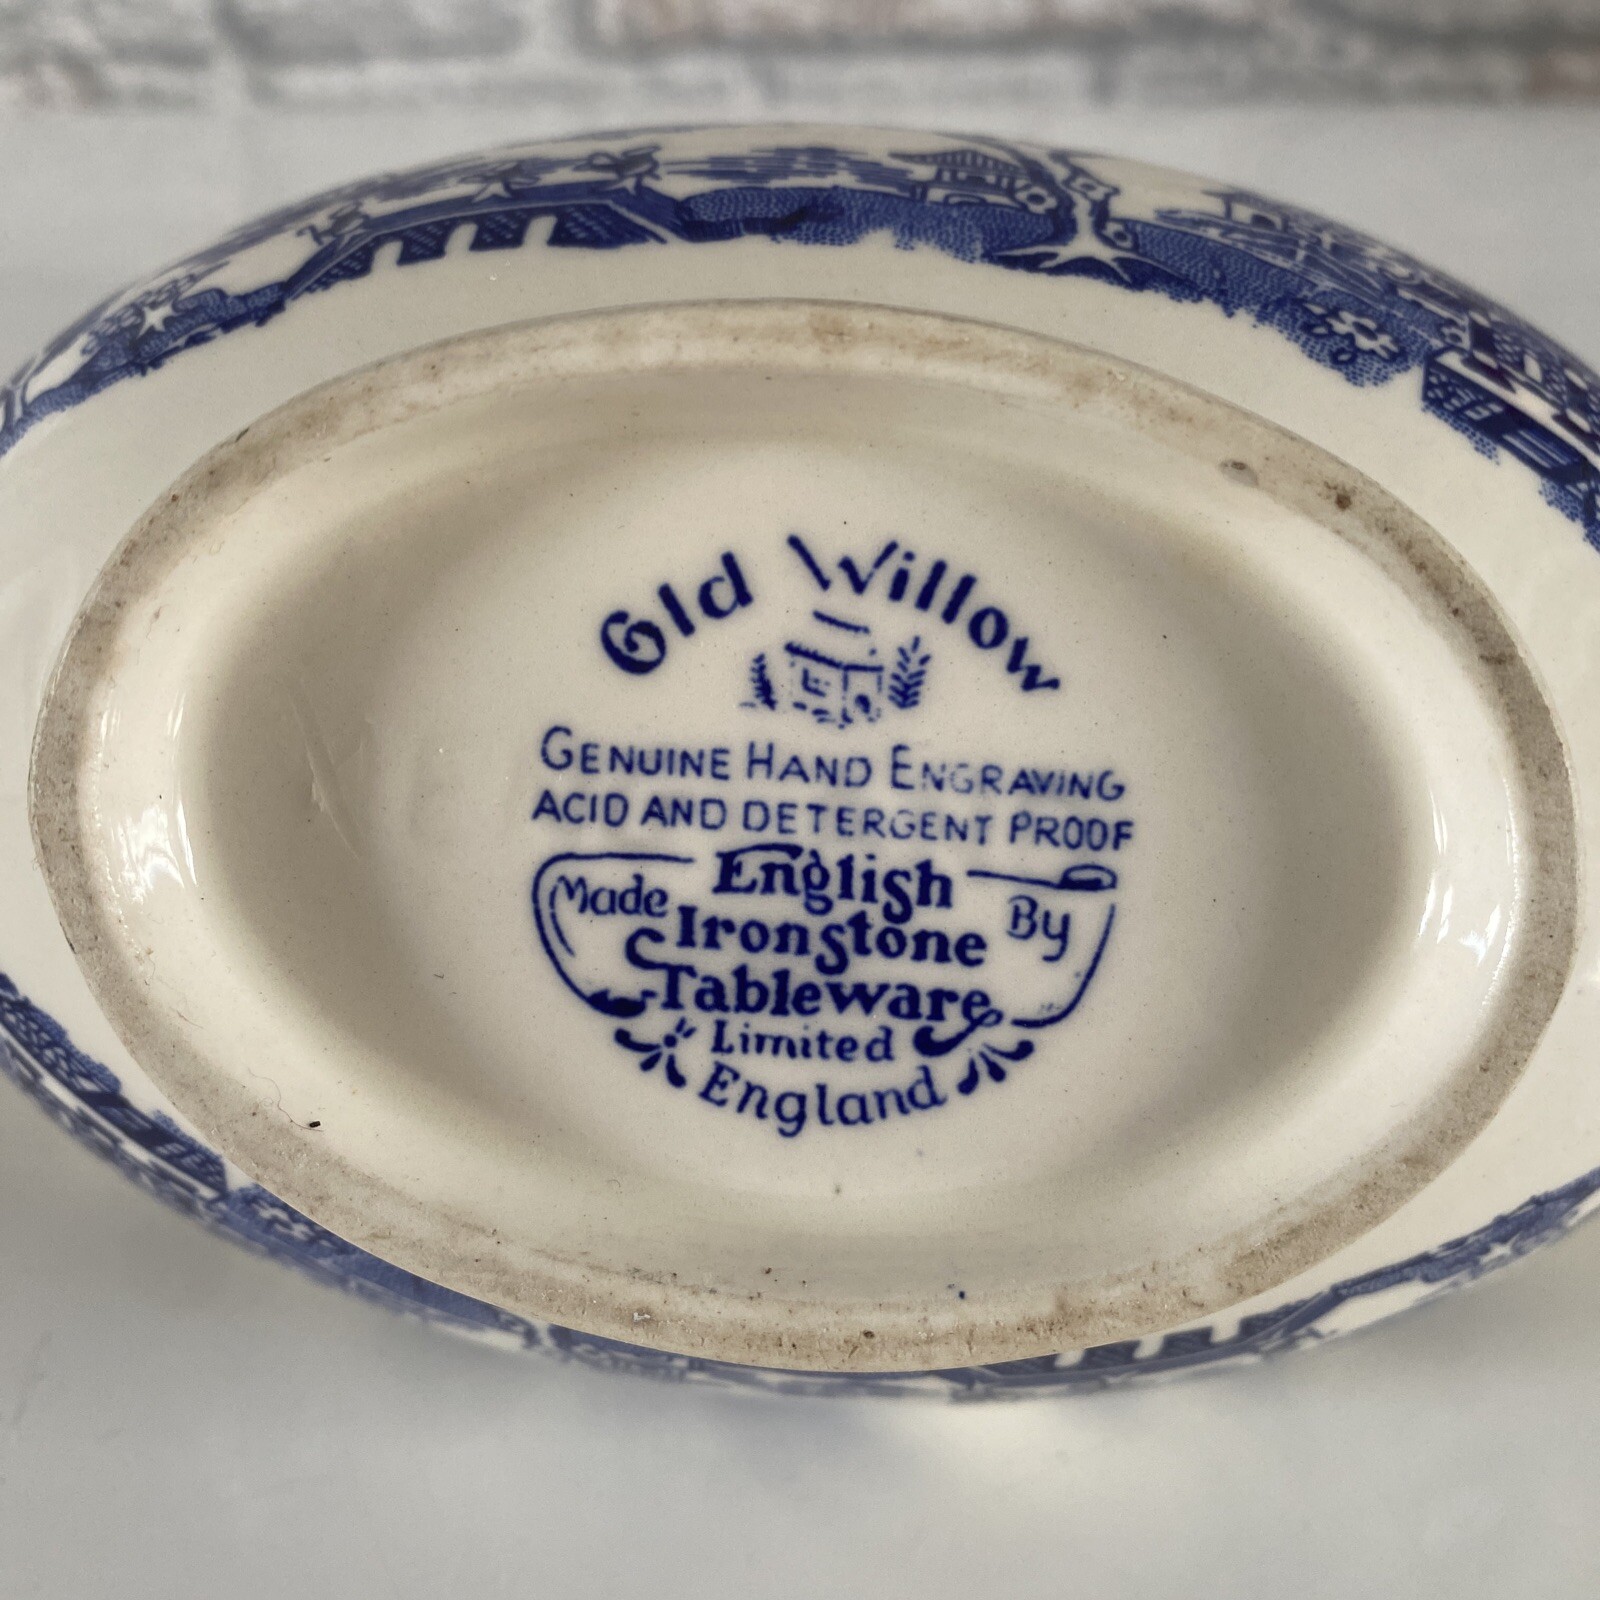 Old Willow
GENUINE HAND ENGRAVING
ACID AND DETERGENT PROOF
Made English By
Ironstone
Tableware
Limited
England